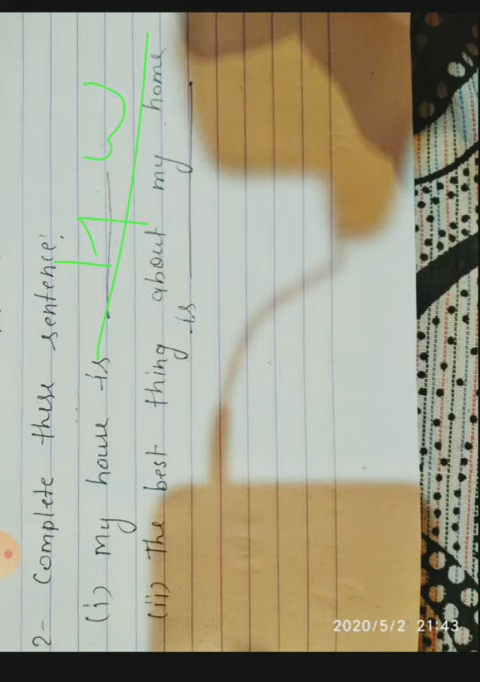 2- Complete these sentence:
(i) My house is
H.W
(ii) The best thing about my home
is
2020/5/2 21:43